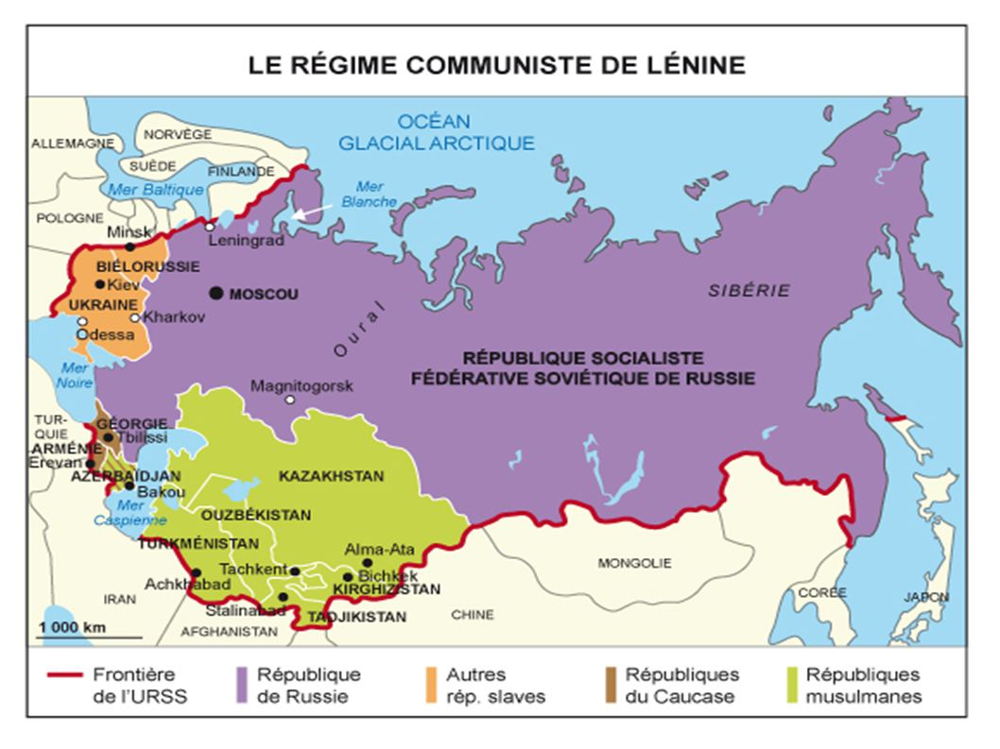 LE RÉGIME COMMUNISTE DE LÉNINE
OCÉAN
GLACIAL ARCTIQUE
ALLEMAGNE
NORVÈGE
SUÈDE
FINLANDE
Mer Baltique
Mer
Blanche
POLOGNE
Minsk
Leningrad
BIÉLORUSSIE
Kiev
MOSCOU
SIBÉRIE
UKRAINE
Kharkov
Odessa
Oural
Mer
Noire
RÉPUBLIQUE SOCIALISTE
FÉDÉRATIVE SOVIÉTIQUE DE RUSSIE
Magnitogorsk
TUR-
QUIE
GÉORGIE
Tbilissi
ARMÉNIE
Erevan
AZERBAÏDJAN
Bakou
KAZAKHSTAN
Mer
Caspienne
OUZBÉKISTAN
TURKMÉNISTAN
Alma-Ata
Tachkent
Bichkek
MONGOLIE
Achkhabad
KIRGHIZISTAN
CORÉE
JAPON
IRAN
Stalinabad
TADJIKISTAN
CHINE
AFGHANISTAN
1 000 km
Frontière
de l’URSS
République
de Russie
Autres
rép. slaves
Républiques
du Caucase
Républiques
musulmanes